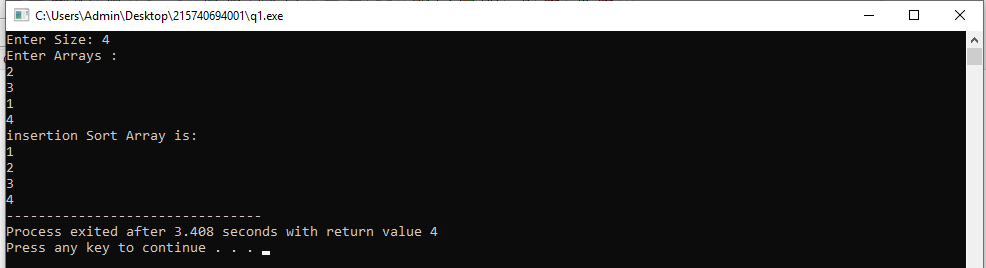 C:\Users\Admin\Desktop\215740694001\q1.exe
Enter Size: 4
Enter Arrays :
2
3
1
4
insertion Sort Array is:
1
2
3
4
--------------------------------
Process exited after 3.408 seconds with return value 4
Press any key to continue . . .